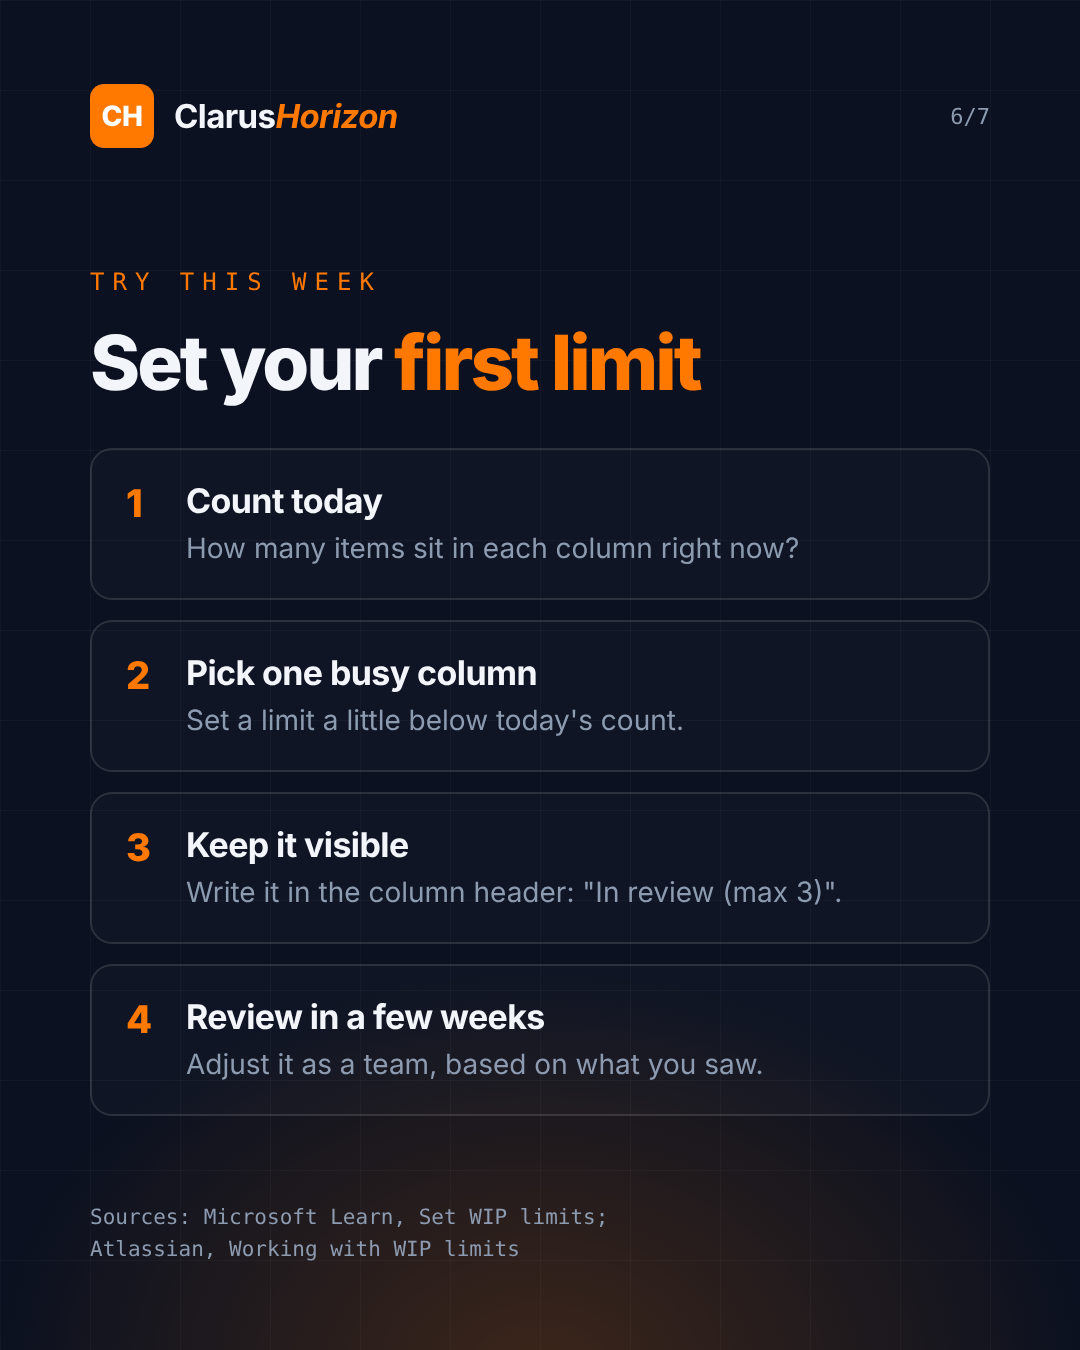 CH
ClarusHorizon
6/7
TRY THIS WEEK
Set your first limit
1
Count today
How many items sit in each column right now?
2
Pick one busy column
Set a limit a little below today's count.
3
Keep it visible
Write it in the column header: "In review (max 3)".
4
Review in a few weeks
Adjust it as a team, based on what you saw.
Sources: Microsoft Learn, Set WIP limits;
Atlassian, Working with WIP limits